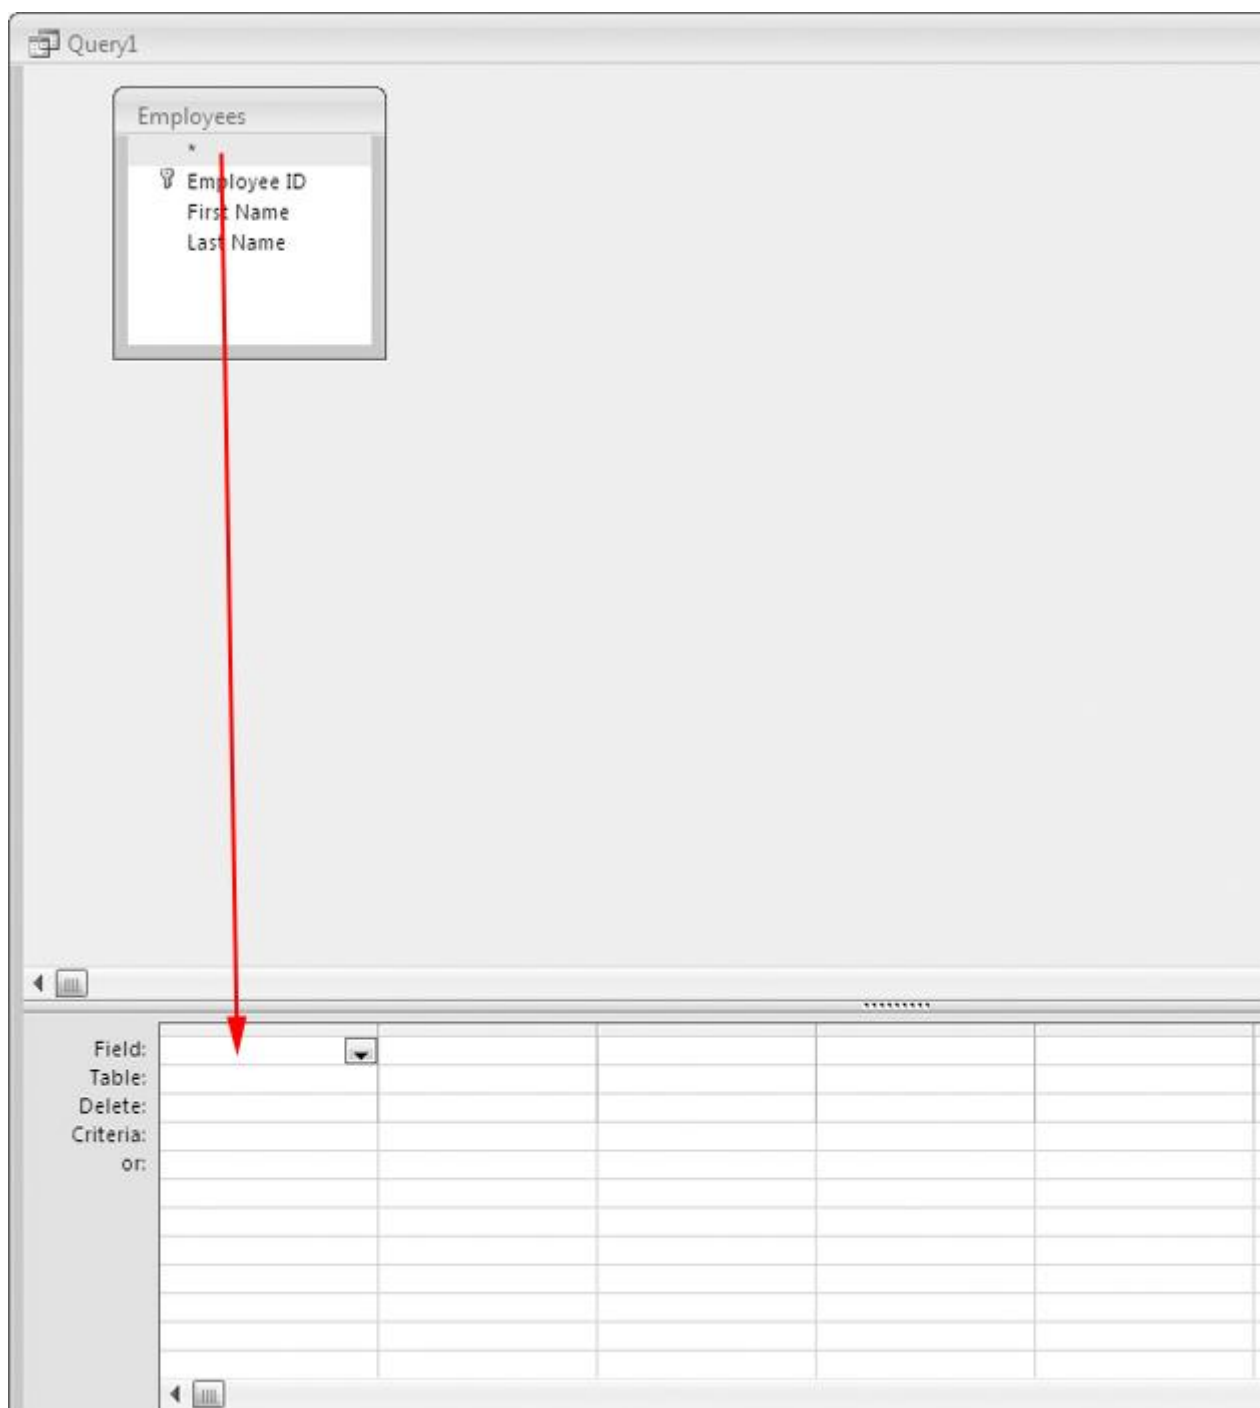 Query1
Employees
*
Employee ID
First Name
Last Name
Field:
Table:
Delete:
Criteria:
or: